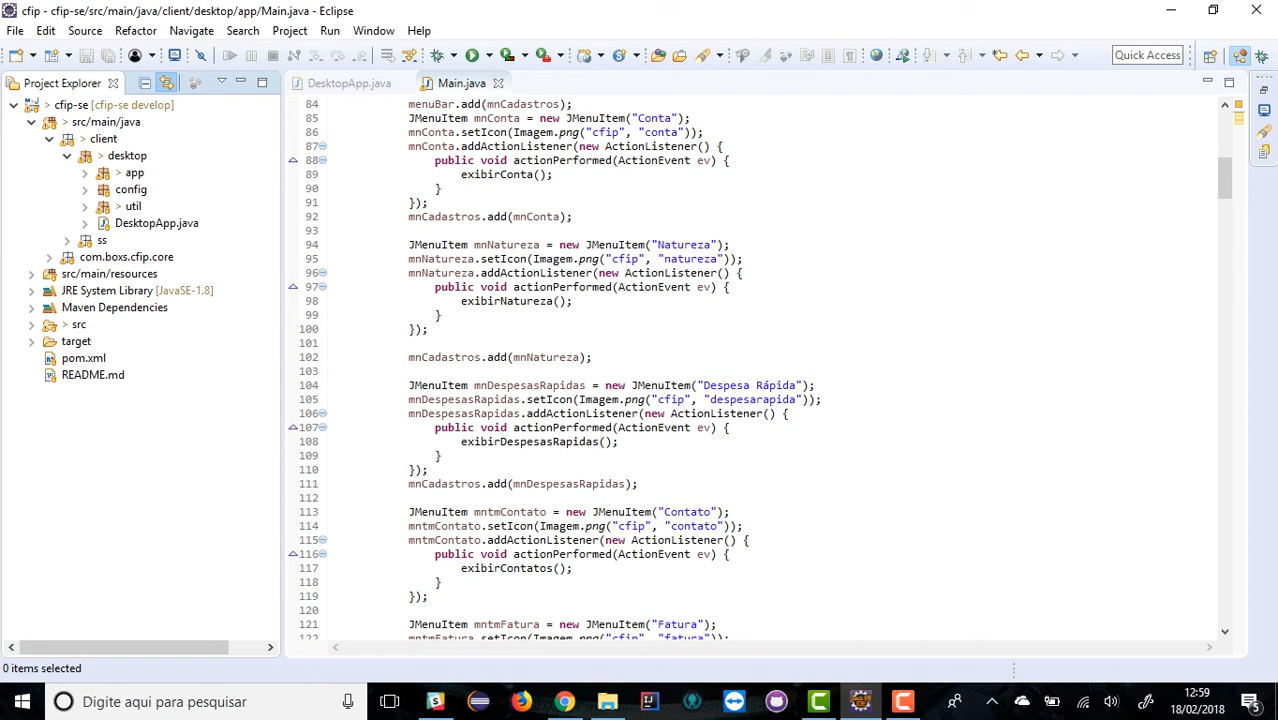 cfip - cfip-se/src/main/java/client/desktop/app/Main.java - Eclipse
File Edit Source Refactor Navigate Search Project Run Window Help
Quick Access
Project Explorer
DesktopApp.java
Main.java
> cfip-se [cfip-se develop]
> src/main/java
> client
> desktop
> app
config
> util
DesktopApp.java
ss
com.boxs.cfip.core
src/main/resources
JRE System Library [JavaSE-1.8]
Maven Dependencies
> src
target
pom.xml
README.md
84 menuBar.add(mnCadastros);
85 JMenuItem mnConta = new JMenuItem("Conta");
86 mnConta.setIcon(Imagem.png("cfip", "conta"));
87 mnConta.addActionListener(new ActionListener() {
88 public void actionPerformed(ActionEvent ev) {
89 exibirConta();
90 }
91 });
92 mnCadastros.add(mnConta);
93
94 JMenuItem mnNatureza = new JMenuItem("Natureza");
95 mnNatureza.setIcon(Imagem.png("cfip", "natureza"));
96 mnNatureza.addActionListener(new ActionListener() {
97 public void actionPerformed(ActionEvent ev) {
98 exibirNatureza();
99 }
100 });
101
102 mnCadastros.add(mnNatureza);
103
104 JMenuItem mnDespesasRapidas = new JMenuItem("Despesa Rápida");
105 mnDespesasRapidas.setIcon(Imagem.png("cfip", "despesarapida"));
106 mnDespesasRapidas.addActionListener(new ActionListener() {
107 public void actionPerformed(ActionEvent ev) {
108 exibirDespesasRapidas();
109 }
110 });
111 mnCadastros.add(mnDespesasRapidas);
112
113 JMenuItem mntmContato = new JMenuItem("Contato");
114 mntmContato.setIcon(Imagem.png("cfip", "contato"));
115 mntmContato.addActionListener(new ActionListener() {
116 public void actionPerformed(ActionEvent ev) {
117 exibirContatos();
118 }
119 });
120
121 JMenuItem mntmFatura = new JMenuItem("Fatura");
122 mntmFatura.setIcon(Imagem.png("cfip", "fatura"));
0 items selected
Digite aqui para pesquisar
12:59
18/02/2018
5